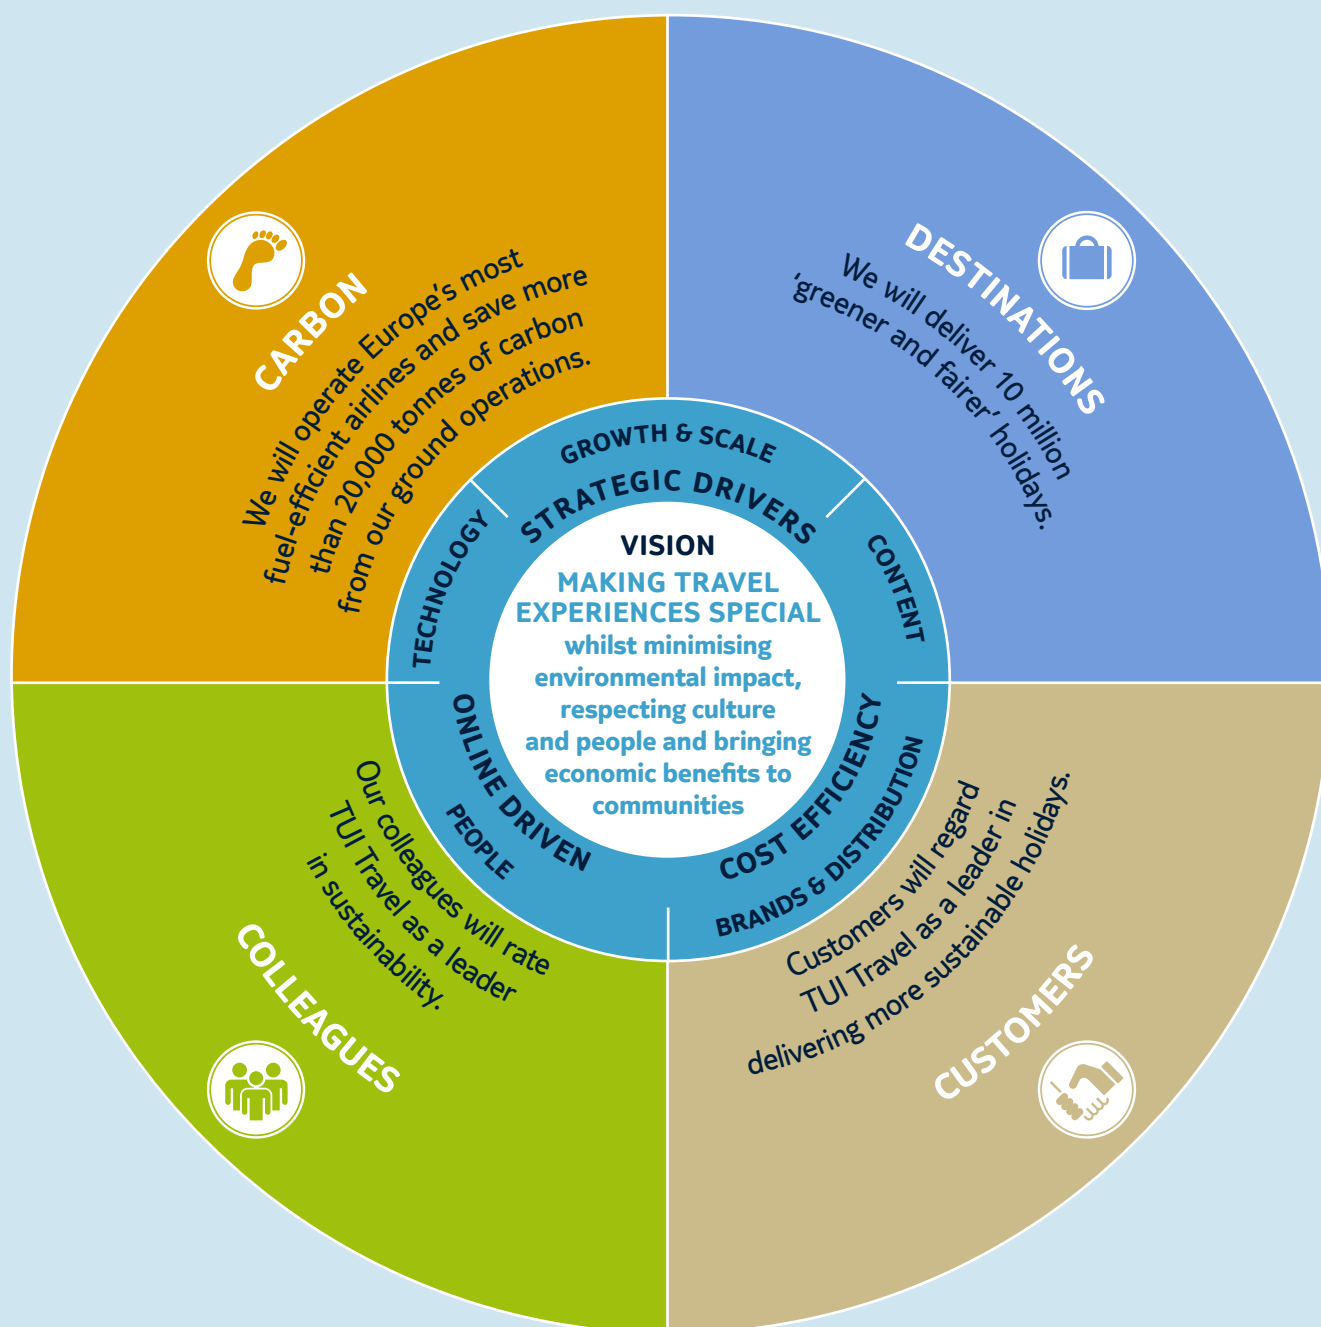 CARBON
We will operate Europe's most
fuel-efficient airlines and save more
than 20,000 tonnes of carbon
from our ground operations.
DESTINATIONS
We will deliver 10 million
'greener and fairer' holidays.
GROWTH & SCALE
STRATEGIC DRIVERS
TECHNOLOGY
CONTENT
VISION
MAKING TRAVEL
EXPERIENCES SPECIAL
whilst minimising
environmental impact,
respecting culture
and people and bringing
economic benefits to
communities
ONLINE DRIVEN
PEOPLE
COST EFFICIENCY
BRANDS & DISTRIBUTION
Our colleagues will rate
TUI Travel as a leader
in sustainability.
COLLEAGUES
Customers will regard
TUI Travel as a leader in
delivering more sustainable holidays.
CUSTOMERS